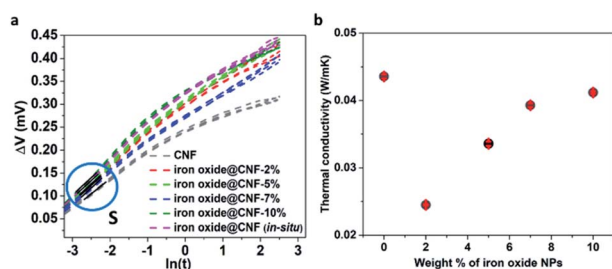 a
ΔV (mV)
0.45
0.40
0.35
0.30
0.25
0.20
0.15
0.10
0.05
S
CNF
iron oxide@CNF-2%
iron oxide@CNF-5%
iron oxide@CNF-7%
iron oxide@CNF-10%
iron oxide@CNF (in-situ)
-3 -2 -1 0 1 2 3
ln(t)
b
Thermal conductivity (W/mK)
0.05
0.04
0.03
0.02
0 2 4 6 8 10
Weight % of iron oxide NPs